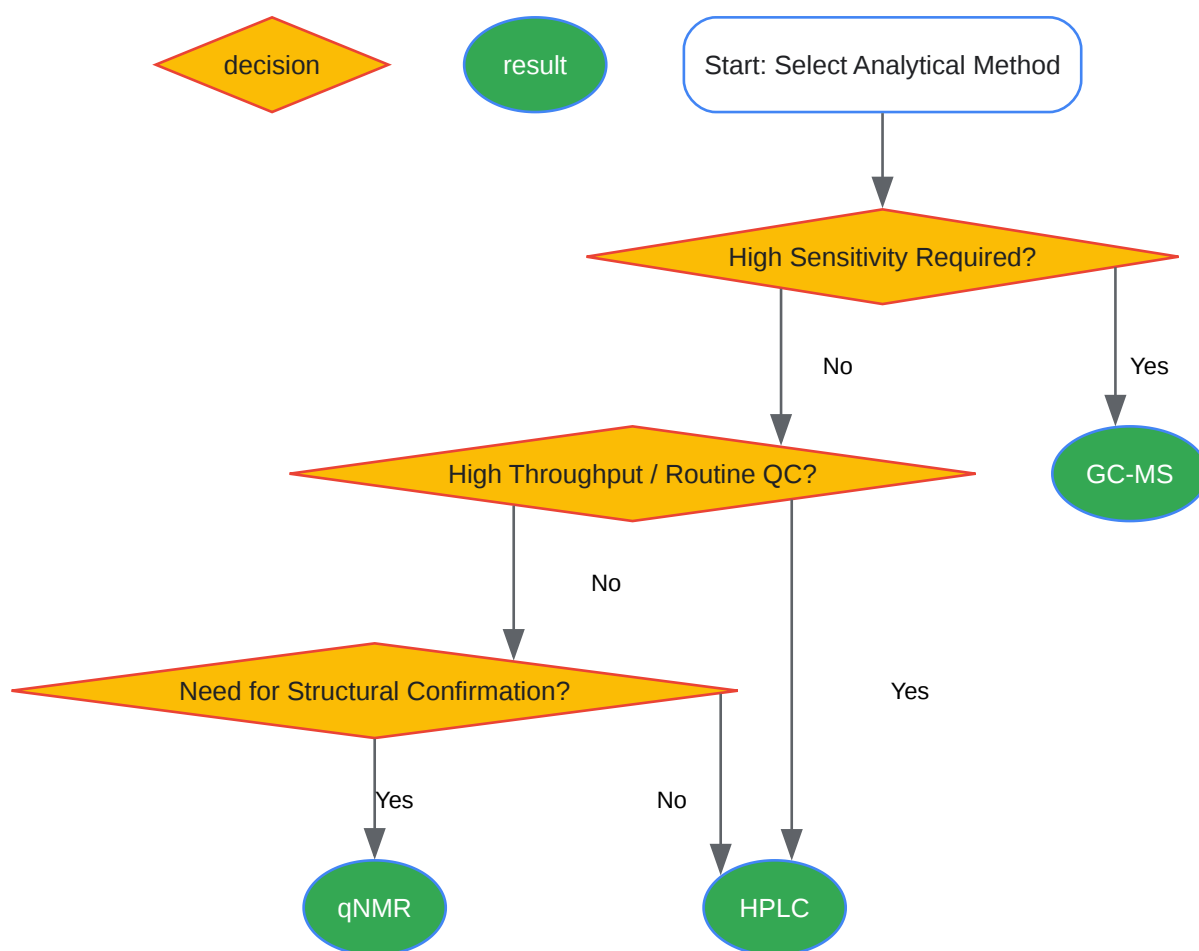 decision
result
Start: Select Analytical Method
High Sensitivity Required?
No
Yes
High Throughput / Routine QC?
GC-MS
No
Need for Structural Confirmation?
Yes
Yes
No
qNMR
HPLC